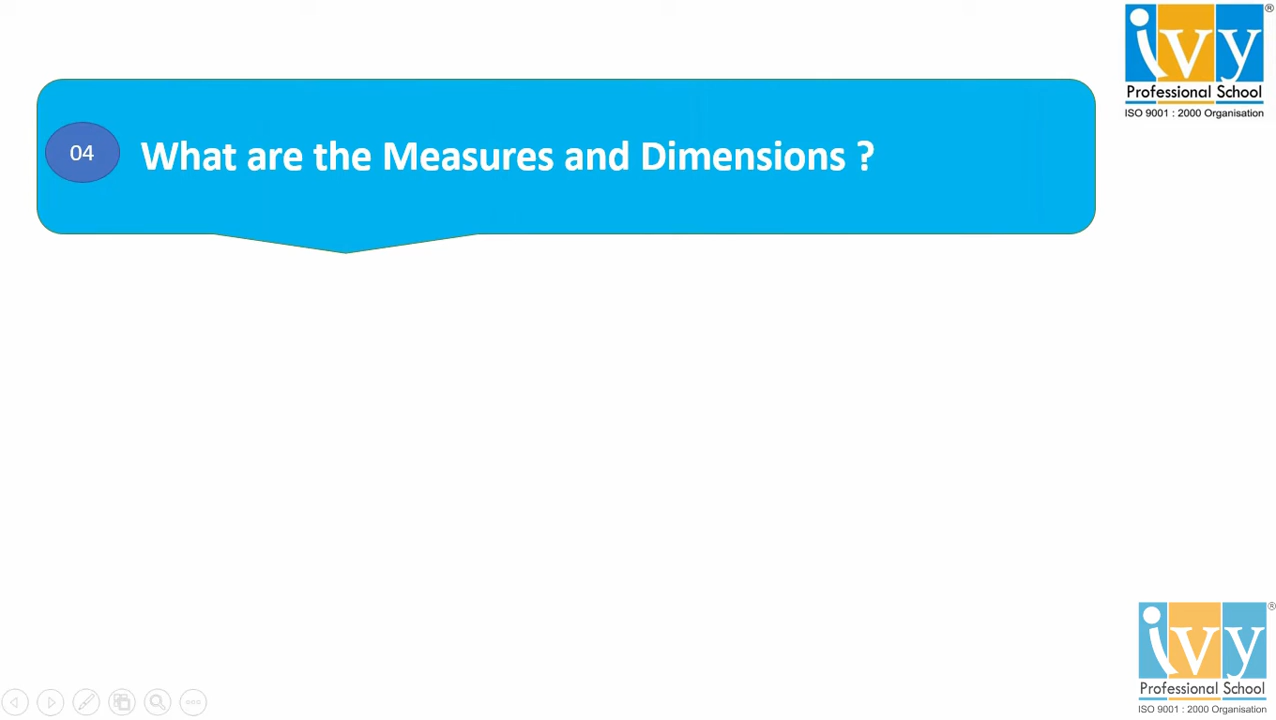 ivy
Professional School
ISO 9001 : 2000 Organisation
04
What are the Measures and Dimensions ?
ivy
Professional School
ISO 9001 : 2000 Organisation